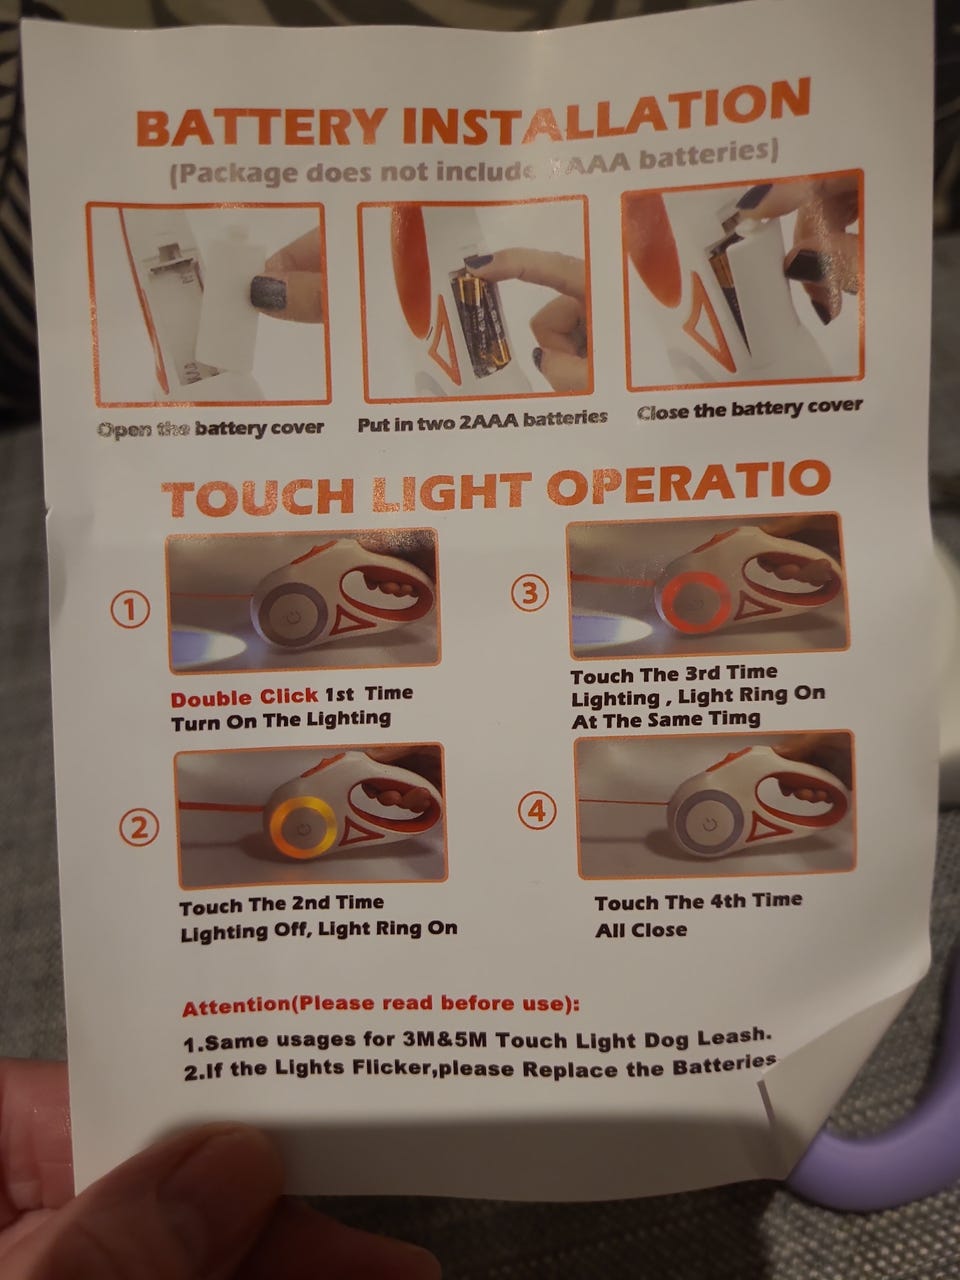 BATTERY INSTALLATION
(Package does not include AAA batteries)
Open the battery cover
Put in two 2AAA batteries
Close the battery cover
TOUCH LIGHT OPERATIO
1
Double Click 1st Time
Turn On The Lighting
2
Touch The 2nd Time
Lighting Off, Light Ring On
3
Touch The 3rd Time
Lighting , Light Ring On
At The Same Timg
4
Touch The 4th Time
All Close
Attention(Please read before use):
1.Same usages for 3M&5M Touch Light Dog Leash.
2.If the Lights Flicker,please Replace the Batteries